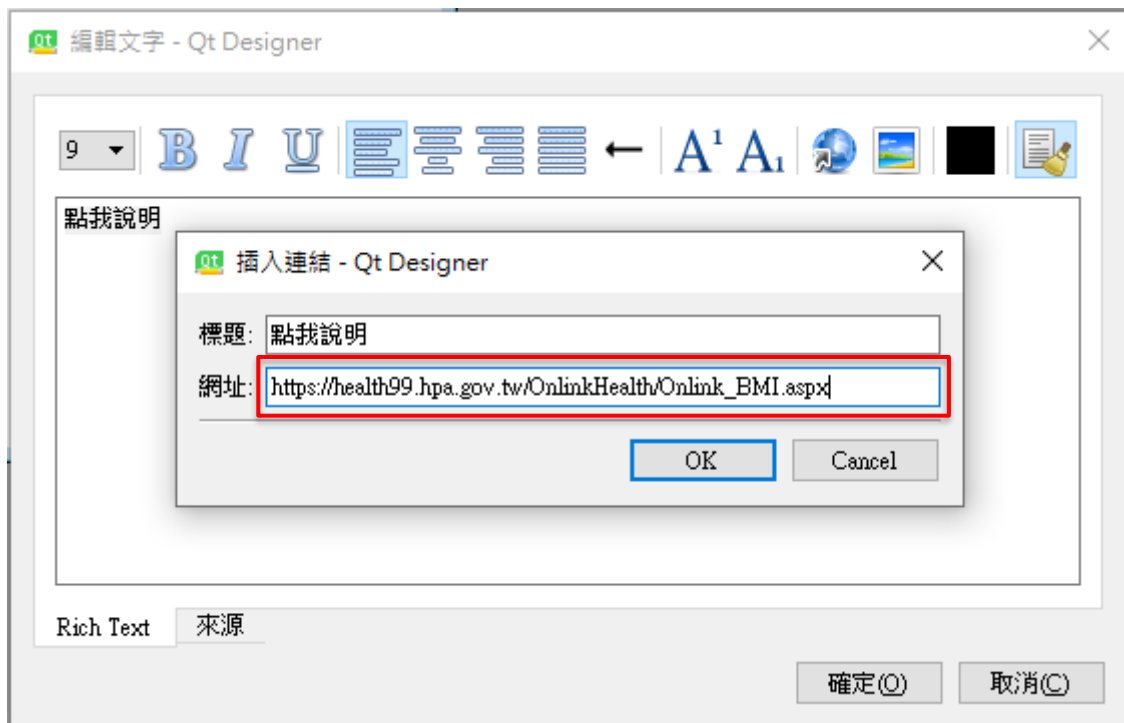 編輯文字 - Qt Designer
9
B I U A¹ A₁
點我說明
插入連結 - Qt Designer
標題: 點我說明
網址: https://health99.hpa.gov.tw/OnlinkHealth/Onlink_BMI.aspx
OK Cancel
Rich Text 來源
確定(O) 取消(C)